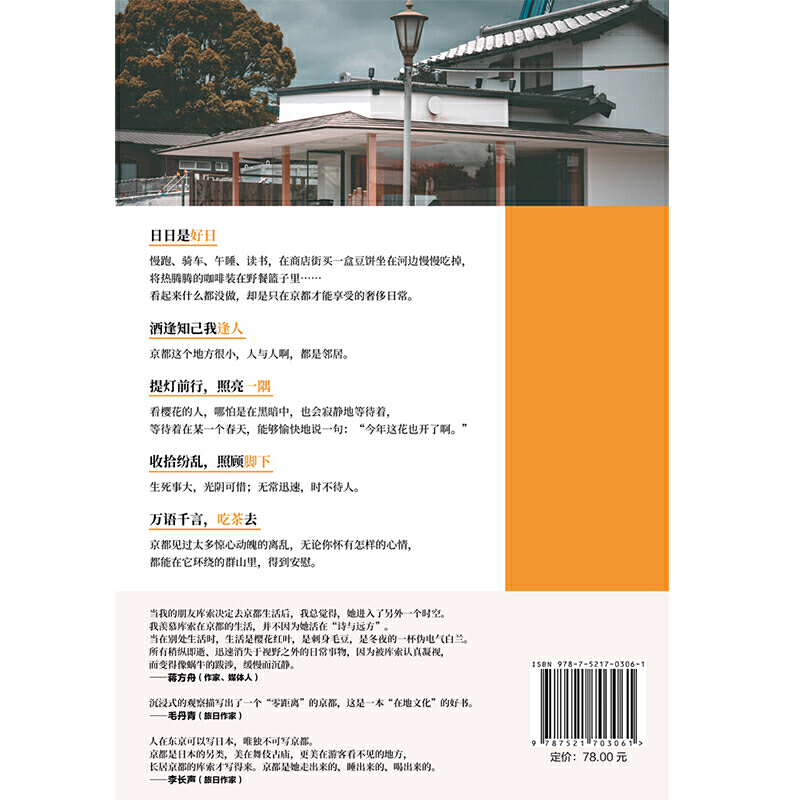 日日是好日
慢跑、骑车、午睡、读书，在商店街买一盒豆饼坐在河边慢慢吃掉，
将热腾腾的咖啡装在野餐篮子里……
看起来什么都没做，却是只在京都才能享受的奢侈日常。
酒逢知己我逢人
京都这个地方很小，人与人啊，都是邻居。
提灯前行，照亮一隅
看樱花的人，哪怕是在黑暗中，也会寂静地等待着，
等待着在某一个春天，能够愉快地说一句：“今年这花也开了啊。”
收拾纷乱，照顾脚下
生死事大，光阴可惜；无常迅速，时不待人。
万语千言，吃茶去
京都见过太多惊心动魄的离乱，无论你怀有怎样的心情，
都能在它环绕的群山里，得到安慰。
当我的朋友库索决定去京都生活后，我总觉得，她进入了另外一个时空。
我羡慕库索在京都的生活，并不因为她活在“诗与远方”。
当在别处生活时，生活是樱花红叶，是刺身毛豆，是冬夜的一杯伪电气白兰。
所有稍纵即逝、迅速消失于视野之外的日常事物，因为被库索认真凝视，
而变得像蜗牛的跋涉，缓慢而沉静。
——蒋方舟（作家、媒体人）
沉浸式的观察描写出了一个“零距离”的京都，这是一本“在地文化”的好书。
——毛丹青（旅日作家）
人在东京可以写日本，唯独不可写京都。
京都是日本的另类，美在舞伎古庙，更美在游客看不见的地方，
长居京都的库索才写得来。京都是她走出来的、睡出来的、喝出来的。
——李长声（旅日作家）
ISBN 978-7-5217-0306-1
9 787521 703061 >
定价：78.00 元